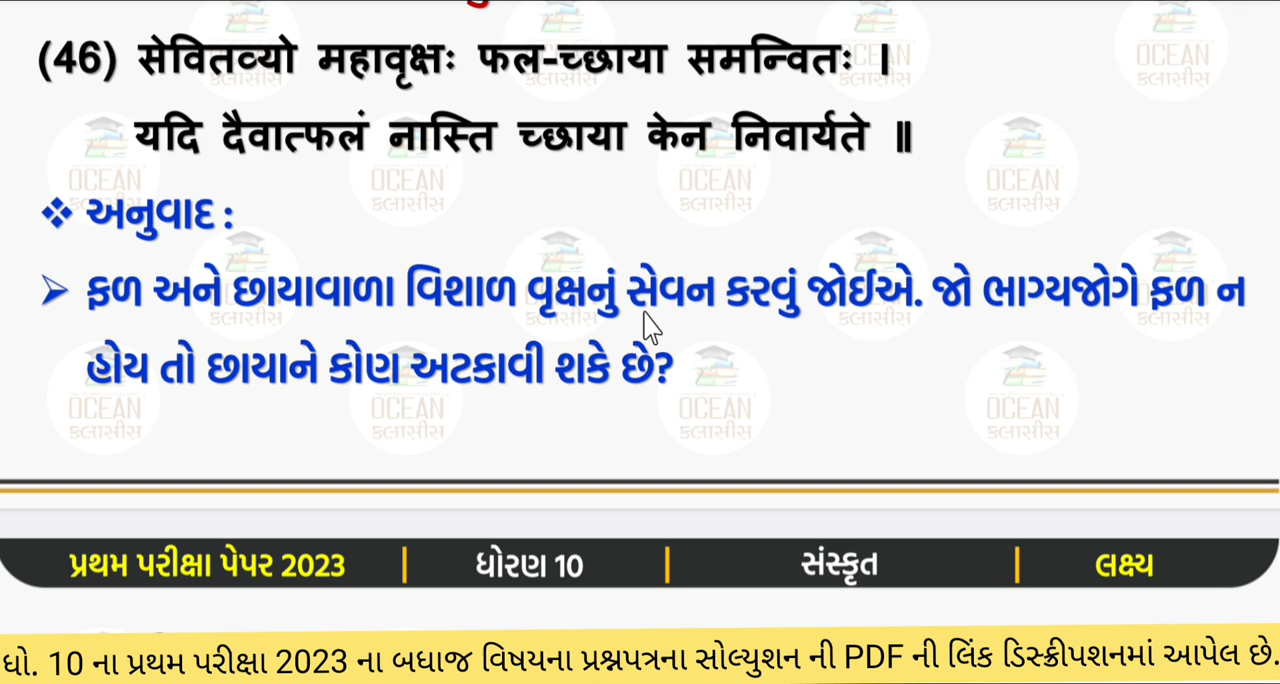 (46) सेवितव्यो महावृक्षः फल-च्छाया समन्वितः ।
यदि दैवात्फलं नास्ति च्छाया केन निवार्यते ॥
❖ અનુવાદ :
➢ ફળ અને છાયાવાળા વિશાળ વૃક્ષનું સેવન કરવું જોઈએ. જો ભાગ્યજોગે ફળ ન
હોય તો છાયાને કોણ અટકાવી શકે છે?
પ્રથમ પરીક્ષા પેપર 2023 | ધોરણ 10 | સંસ્કૃત | લક્ષ્ય
ધો. 10 ના પ્રથમ પરીક્ષા 2023 ના બધાજ વિષયના પ્રશ્નપત્રના સોલ્યુશન ની PDF ની લિંક ડિસ્ક્રીપશનમાં આપેલ છે.
OCEAN
ક્લાસીસ